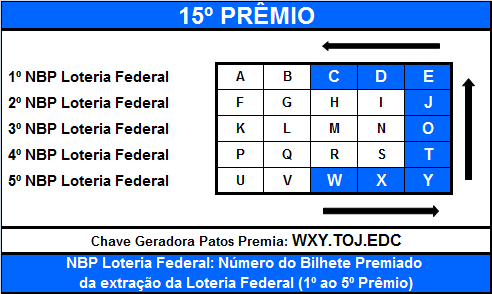 15º PRÊMIO
1º NBP Loteria Federal A B C D E
2º NBP Loteria Federal F G H I J
3º NBP Loteria Federal K L M N O
4º NBP Loteria Federal P Q R S T
5º NBP Loteria Federal U V W X Y
Chave Geradora Patos Premia: WXY.TOJ.EDC
NBP Loteria Federal: Número do Bilhete Premiado
da extração da Loteria Federal (1º ao 5º Prêmio)